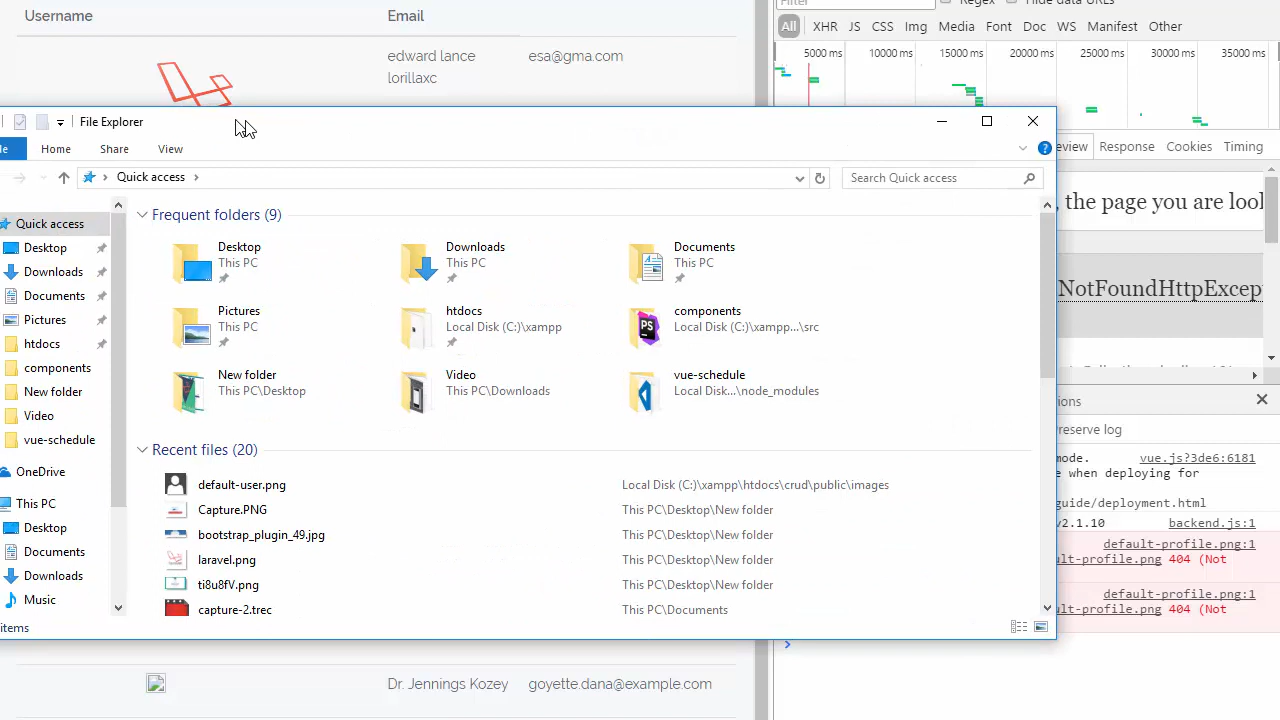 Username Email
edward lance esa@gma.com
lorillaxc
Filter Regex Hide data URLs
All XHR JS CSS Img Media Font Doc WS Manifest Other
5000 ms 10000 ms 15000 ms 20000 ms 25000 ms 30000 ms 35000 ms
File Explorer
Home Share View
Quick access
Search Quick access
Quick access
Desktop
Downloads
Documents
Pictures
htdocs
components
New folder
Video
vue-schedule
OneDrive
This PC
Desktop
Documents
Downloads
Music
items
Frequent folders (9)
Desktop
This PC
Downloads
This PC
Documents
This PC
Pictures
This PC
htdocs
Local Disk (C:)\xampp
components
Local Disk (C:)\xampp...\src
PS
New folder
This PC\Desktop
Video
This PC\Downloads
vue-schedule
Local Disk...\node_modules
Recent files (20)
default-user.png Local Disk (C:)\xampp\htdocs\crud\public\images
Capture.PNG This PC\Desktop\New folder
bootstrap_plugin_49.jpg This PC\Desktop\New folder
laravel.png This PC\Desktop\New folder
ti8u8fV.png This PC\Desktop\New folder
capture-2.trec This PC\Documents
eview Response Cookies Timing
, the page you are look
NotFoundHttpExcep
ions
reserve log
mode. vue.js?3de6:6181
e when deploying for
guide/deployment.html
v2.1.10 backend.js:1
default-profile.png:1
ult-profile.png 404 (Not
default-profile.png:1
ult-profile.png 404 (Not
Dr. Jennings Kozey goyette.dana@example.com